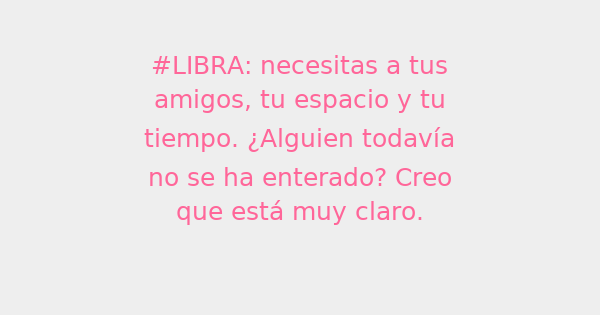 #LIBRA: necesitas a tus
amigos, tu espacio y tu
tiempo. ¿Alguien todavía
no se ha enterado? Creo
que está muy claro.